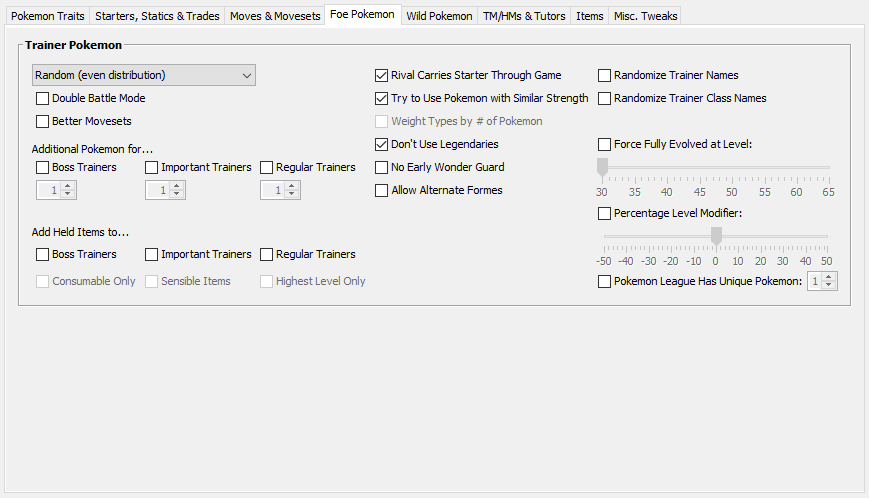 Pokemon Traits Starters, Statics & Trades Moves & Movesets Foe Pokemon Wild Pokemon TM/HMs & Tutors Items Misc. Tweaks
Trainer Pokemon
Random (even distribution)
Double Battle Mode
Better Movesets
Additional Pokemon for...
Boss Trainers Important Trainers Regular Trainers
1 1 1
Add Held Items to...
Boss Trainers Important Trainers Regular Trainers
Consumable Only Sensible Items Highest Level Only
Rival Carries Starter Through Game
Try to Use Pokemon with Similar Strength
Weight Types by # of Pokemon
Don't Use Legendaries
No Early Wonder Guard
Allow Alternate Formes
Randomize Trainer Names
Randomize Trainer Class Names
Force Fully Evolved at Level:
30 35 40 45 50 55 60 65
Percentage Level Modifier:
-50 -40 -30 -20 -10 0 10 20 30 40 50
Pokemon League Has Unique Pokemon: 1